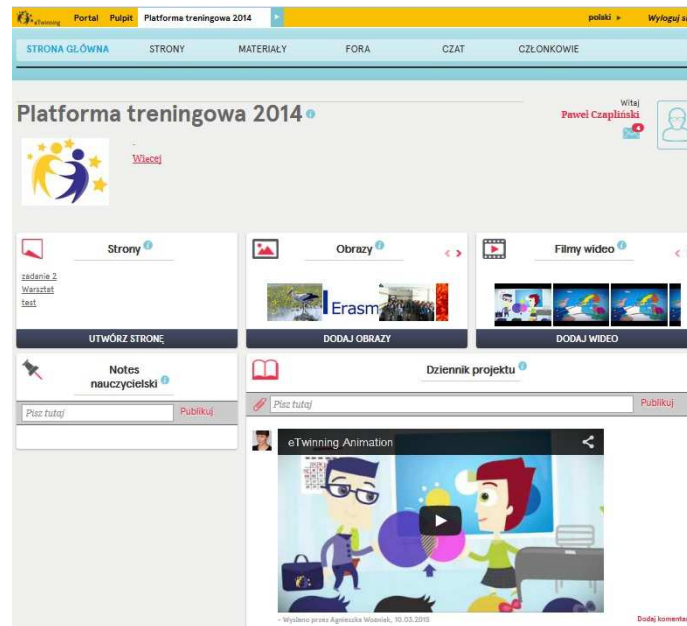 eTwinning Portal Pulpit Platforma treningowa 2014 polski Wyloguj
STRONA GŁÓWNA STRONY MATERIAŁY FORA CZAT CZŁONKOWIE
Platforma treningowa 2014
Witaj
Paweł Czapliński
4
-
Więcej
Strony
zadanie 2
Warsztat
test
UTWÓRZ STRONĘ
Obrazy
Erasm
DODAJ OBRAZY
Filmy wideo
DODAJ WIDEO
Notes
nauczycielski
Pisz tutaj Publikuj
Dziennik projektu
Pisz tutaj Publikuj
eTwinning Animation
- Wysłano przez Agnieszka Woźniak, 10.03.2015 Dodaj komentar